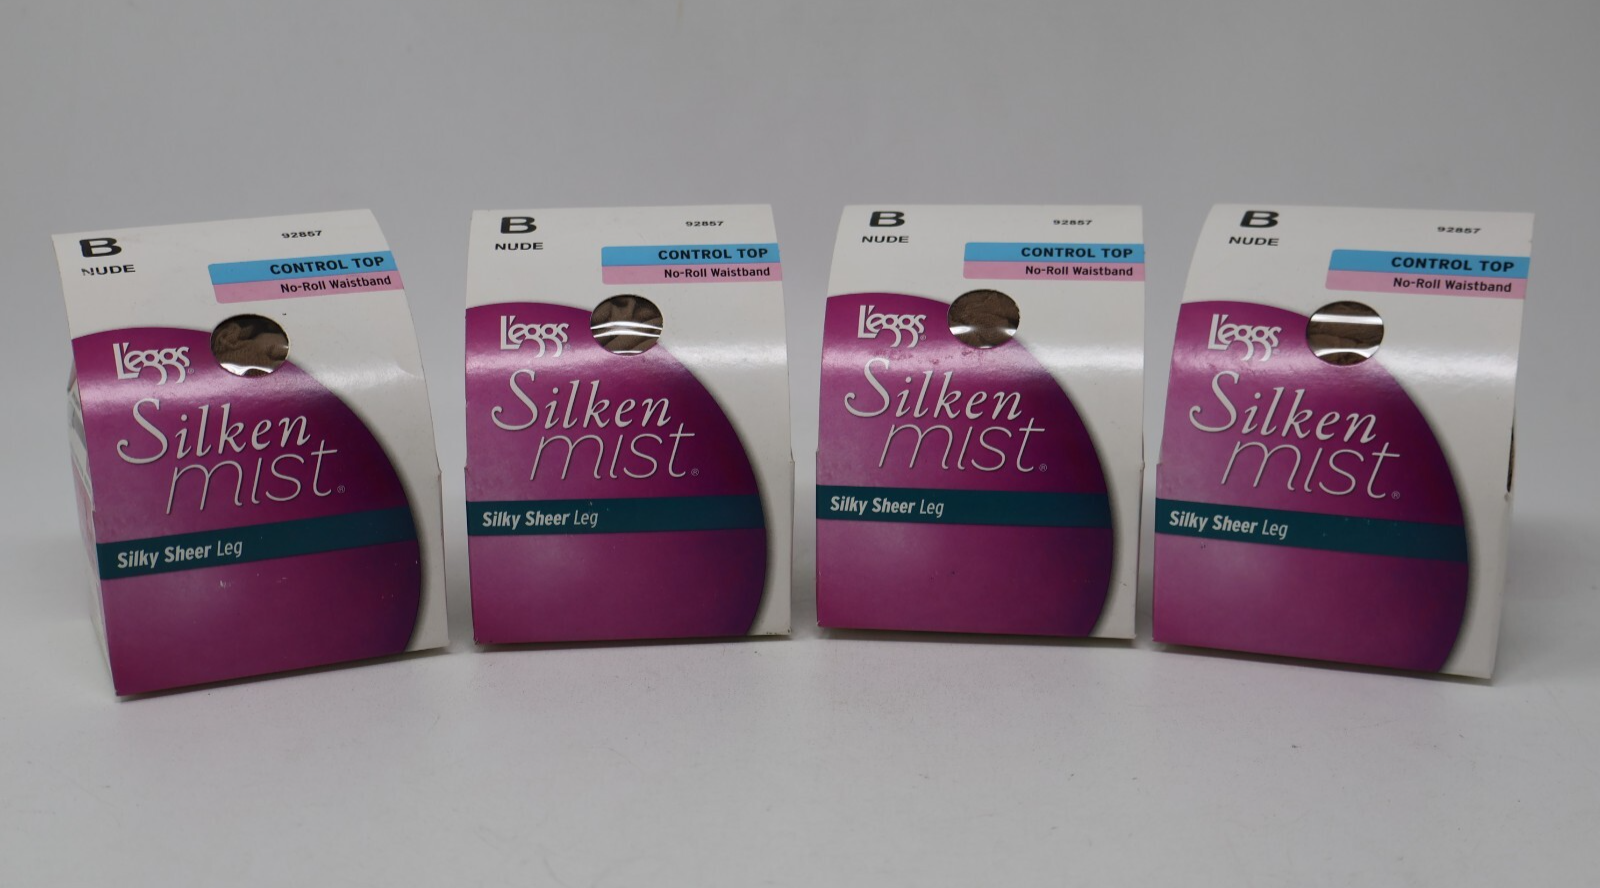 B
NUDE
92857
CONTROL TOP
No-Roll Waistband
L'eggs
Silken
mist®
Silky Sheer Leg
B
NUDE
92857
CONTROL TOP
No-Roll Waistband
L'eggs
Silken
mist®
Silky Sheer Leg
B
NUDE
92857
CONTROL TOP
No-Roll Waistband
L'eggs
Silken
mist®
Silky Sheer Leg
B
NUDE
92857
CONTROL TOP
No-Roll Waistband
L'eggs
Silken
mist®
Silky Sheer Leg